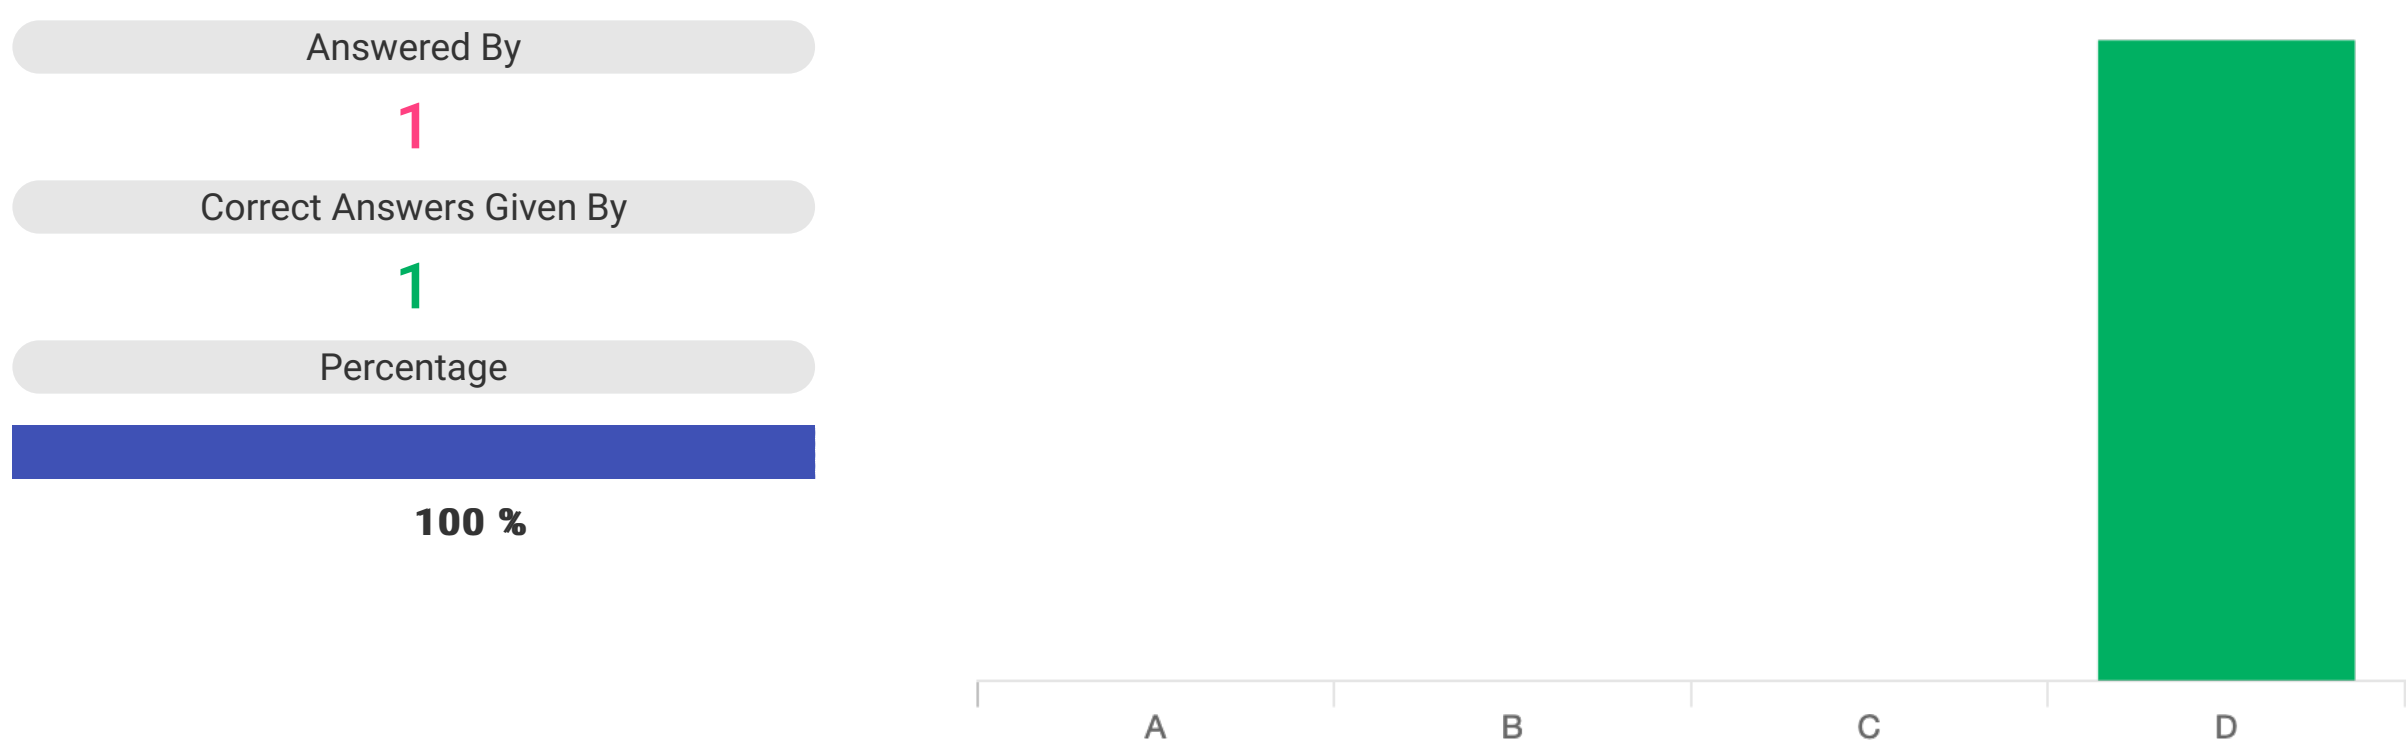 Answered By
1
Correct Answers Given By
1
Percentage
100 %
A B C D